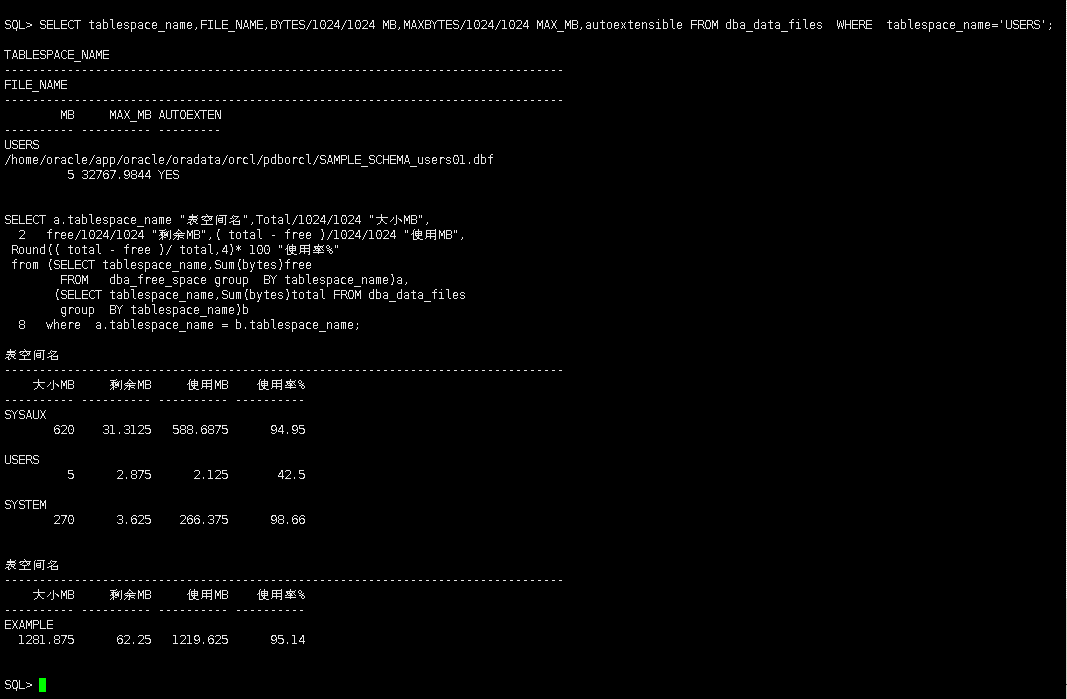 SQL> SELECT tablespace_name,FILE_NAME,BYTES/1024/1024 MB,MAXBYTES/1024/1024 MAX_MB,autoextensible FROM dba_data_files  WHERE  tablespace_name='USERS';
TABLESPACE_NAME
--------------------------------------------------------------------------------
FILE_NAME
--------------------------------------------------------------------------------
        MB     MAX_MB AUTOEXTEN
---------- ---------- ---------
USERS
/home/oracle/app/oracle/oradata/orcl/pdborcl/SAMPLE_SCHEMA_users01.dbf
         5 32767.9844 YES
SELECT a.tablespace_name "表空间名",Total/1024/1024 "大小MB",
  2   free/1024/1024 "剩余MB",( total - free )/1024/1024 "使用MB",
 Round(( total - free )/ total,4)* 100 "使用率%"
 from (SELECT tablespace_name,Sum(bytes)free
        FROM   dba_free_space group  BY tablespace_name)a,
       (SELECT tablespace_name,Sum(bytes)total FROM dba_data_files
        group  BY tablespace_name)b
  8   where  a.tablespace_name = b.tablespace_name;
表空间名
--------------------------------------------------------------------------------
    大小MB     剩余MB     使用MB    使用率%
---------- ---------- ---------- ----------
SYSAUX
       620    31.3125   588.6875      94.95
USERS
         5      2.875      2.125       42.5
SYSTEM
       270      3.625    266.375      98.66
表空间名
--------------------------------------------------------------------------------
    大小MB     剩余MB     使用MB    使用率%
---------- ---------- ---------- ----------
EXAMPLE
  1281.875      62.25   1219.625      95.14
SQL>